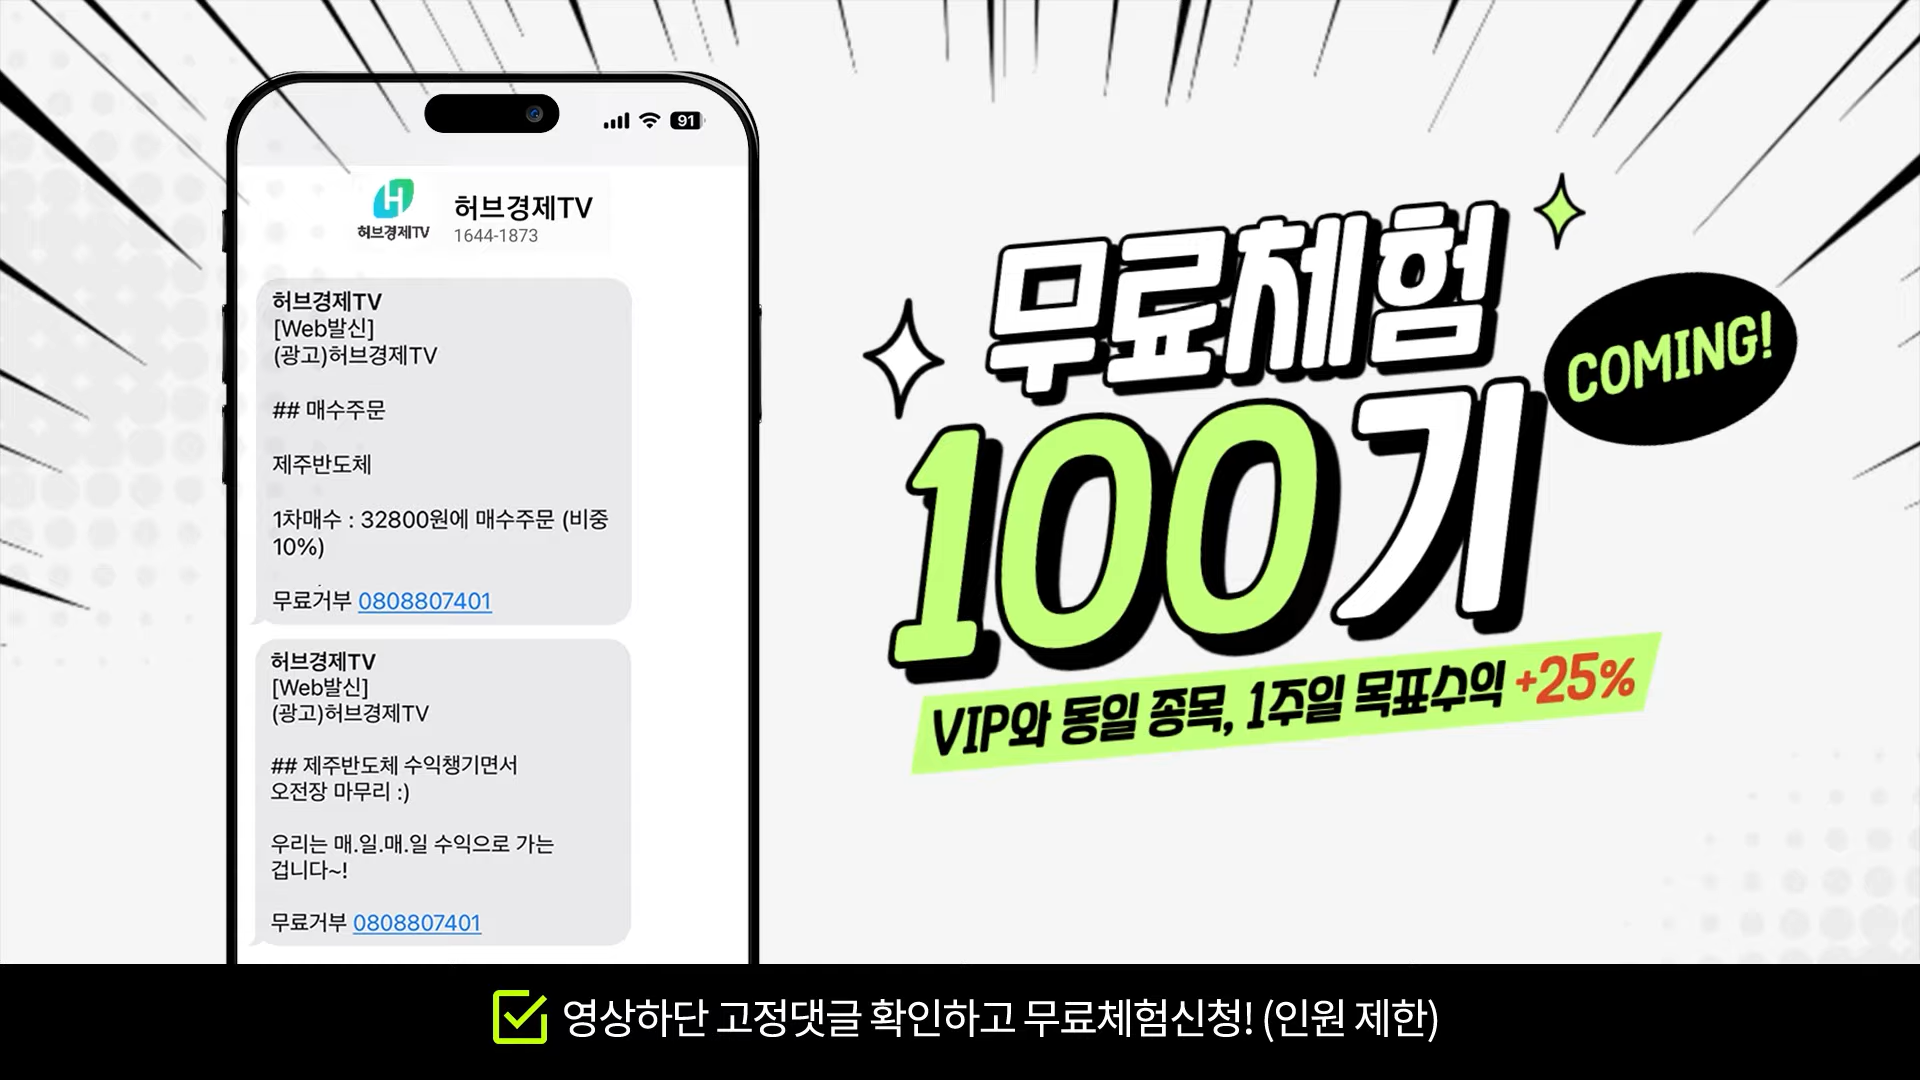 91
허브경제TV
허브경제TV
1644-1873
허브경제TV
[Web발신]
(광고)허브경제TV
## 매수주문
제주반도체
1차매수 : 32800원에 매수주문 (비중
10%)
무료거부 0808807401
허브경제TV
[Web발신]
(광고)허브경제TV
## 제주반도체 수익챙기면서
오전장 마무리 :)
우리는 매.일.매.일 수익으로 가는
겁니다~!
무료거부 0808807401
무료체험
100기
COMING!
VIP와 동일 종목, 1주일 목표수익 +25%
영상하단 고정댓글 확인하고 무료체험신청! (인원 제한)